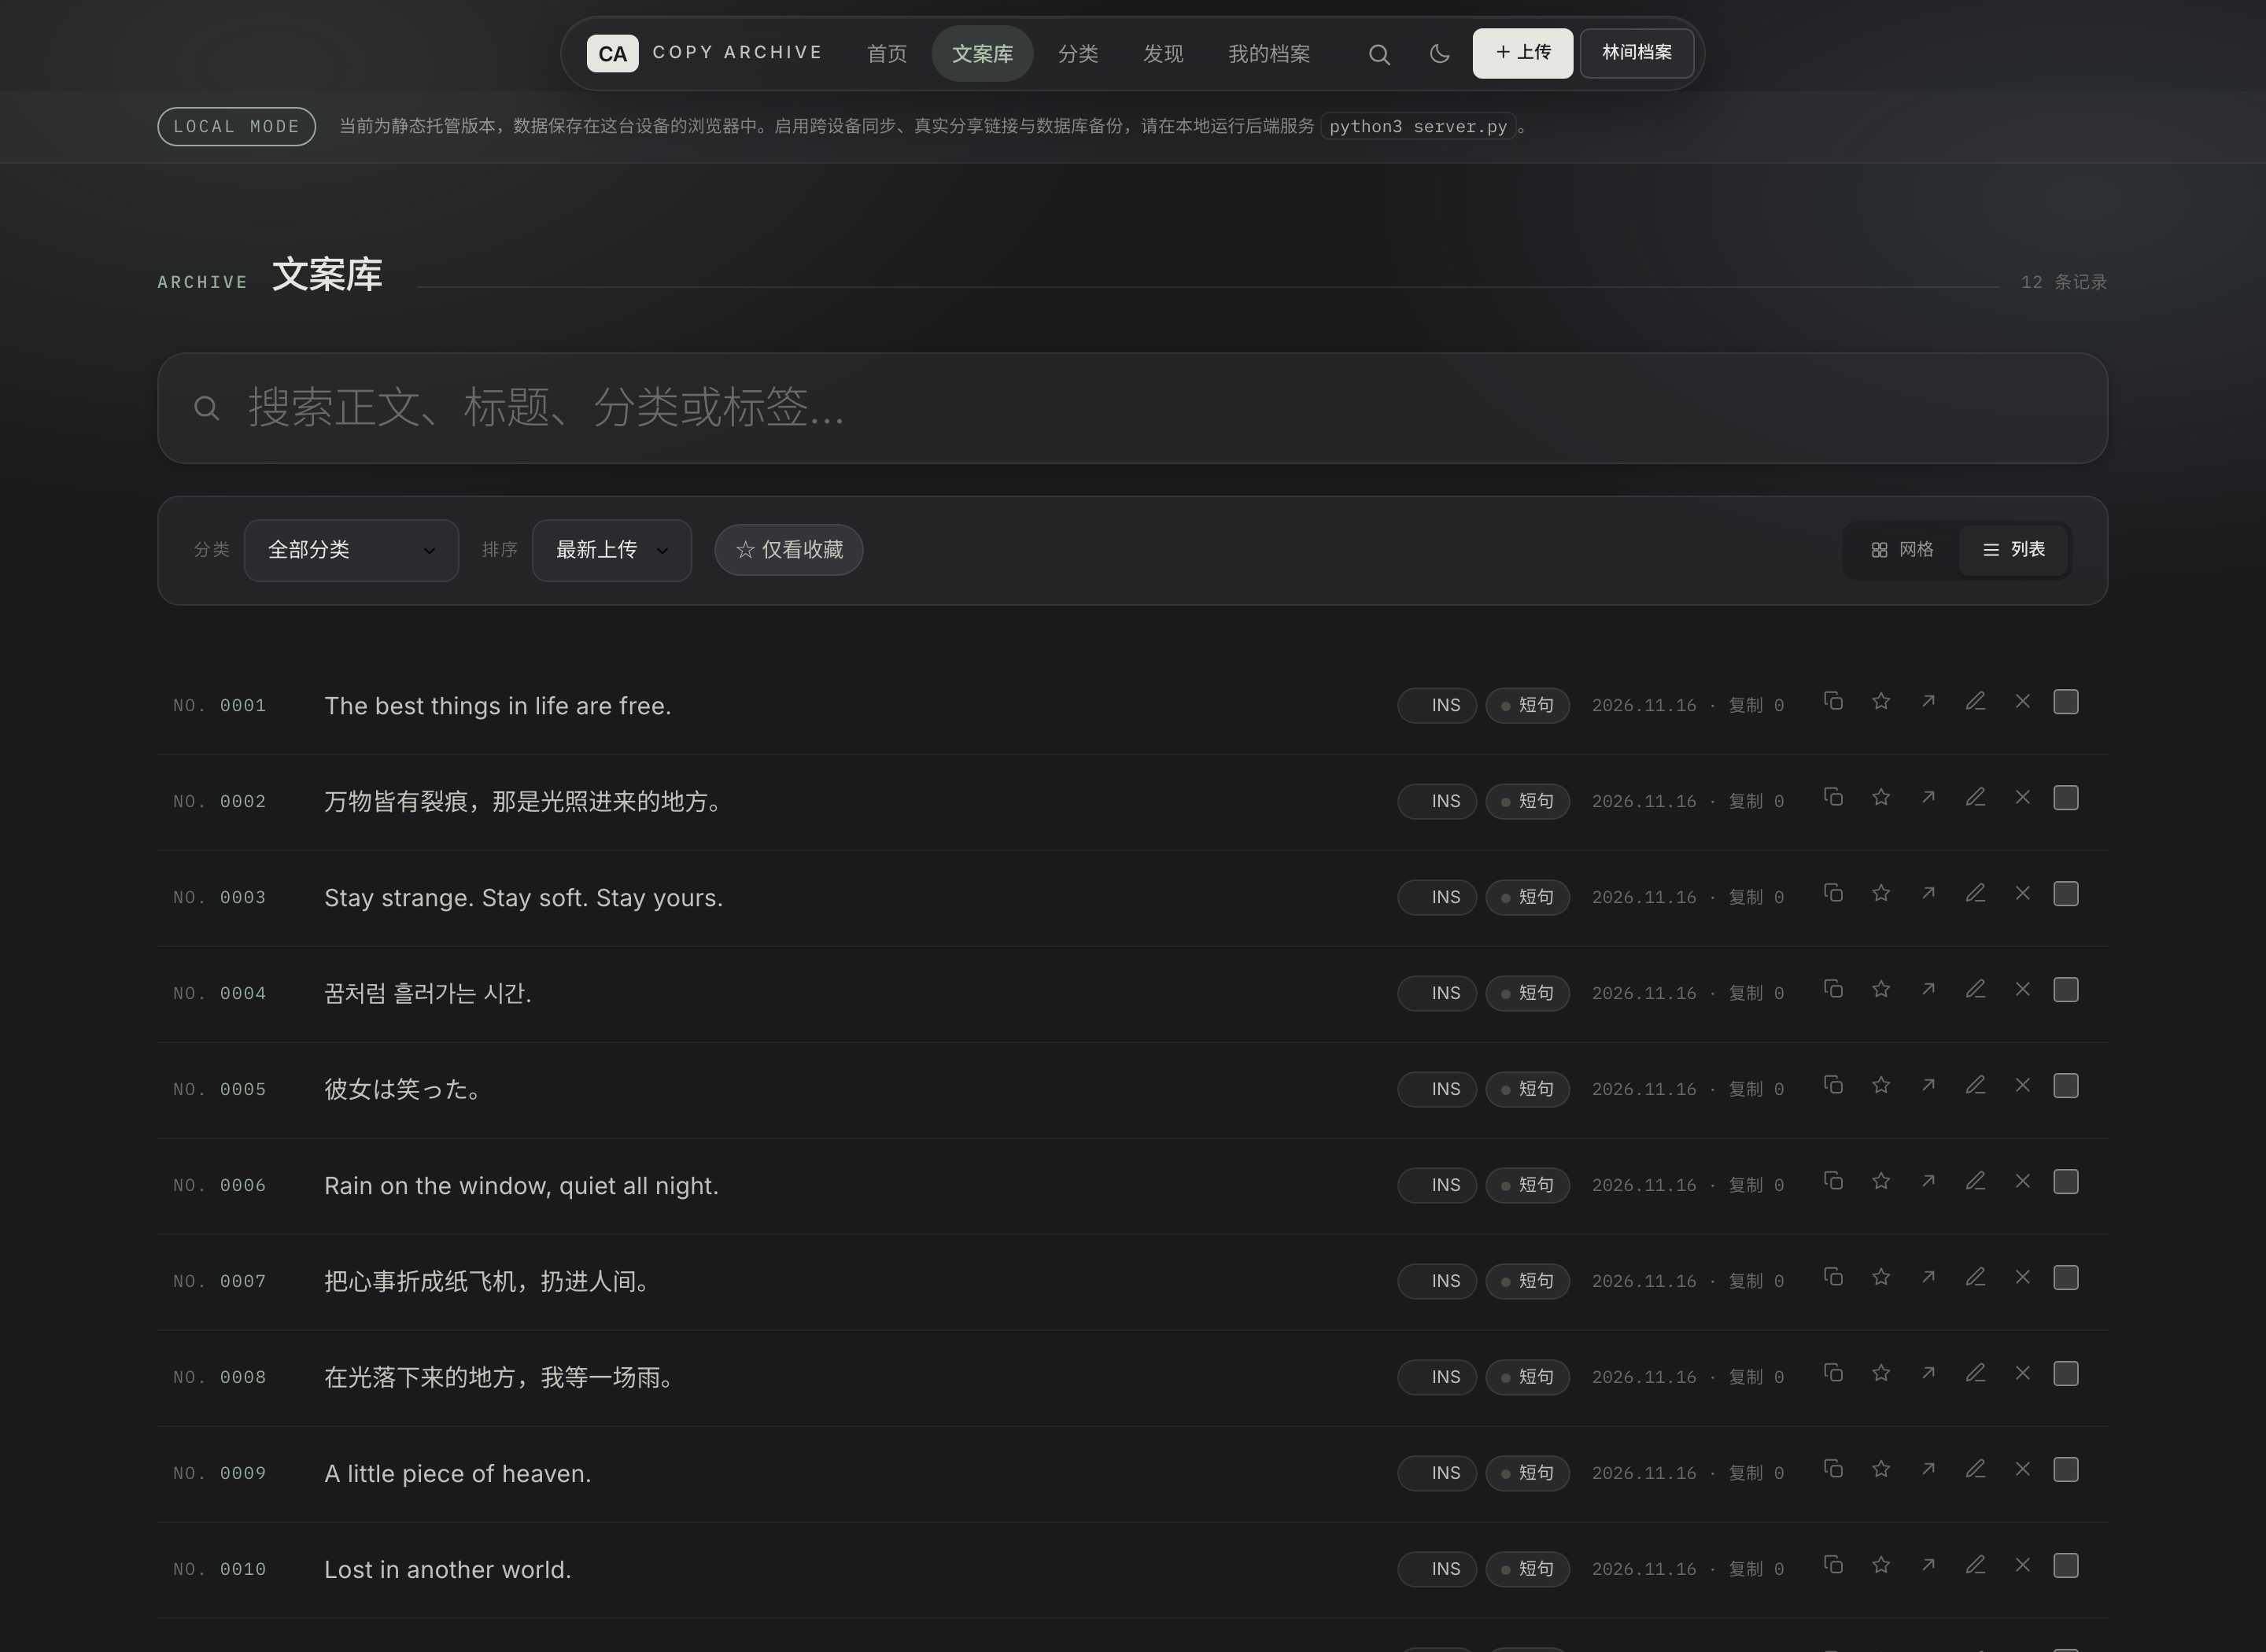 CA COPY ARCHIVE 首页 文案库 分类 发现 我的档案 + 上传 林间档案
LOCAL MODE 当前为静态托管版本，数据保存在这台设备的浏览器中。启用跨设备同步、真实分享链接与数据库备份，请在本地运行后端服务 python3 server.py 。
ARCHIVE 文案库 12 条记录
搜索正文、标题、分类或标签...
分类 全部分类 排序 最新上传 ☆ 仅看收藏 网格 列表
NO. 0001 The best things in life are free. INS 短句 2026.11.16 · 复制 0
NO. 0002 万物皆有裂痕，那是光照进来的地方。 INS 短句 2026.11.16 · 复制 0
NO. 0003 Stay strange. Stay soft. Stay yours. INS 短句 2026.11.16 · 复制 0
NO. 0004 꿈처럼 흘러가는 시간. INS 短句 2026.11.16 · 复制 0
NO. 0005 彼女は笑った。 INS 短句 2026.11.16 · 复制 0
NO. 0006 Rain on the window, quiet all night. INS 短句 2026.11.16 · 复制 0
NO. 0007 把心事折成纸飞机，扔进人间。 INS 短句 2026.11.16 · 复制 0
NO. 0008 在光落下来的地方，我等一场雨。 INS 短句 2026.11.16 · 复制 0
NO. 0009 A little piece of heaven. INS 短句 2026.11.16 · 复制 0
NO. 0010 Lost in another world. INS 短句 2026.11.16 · 复制 0